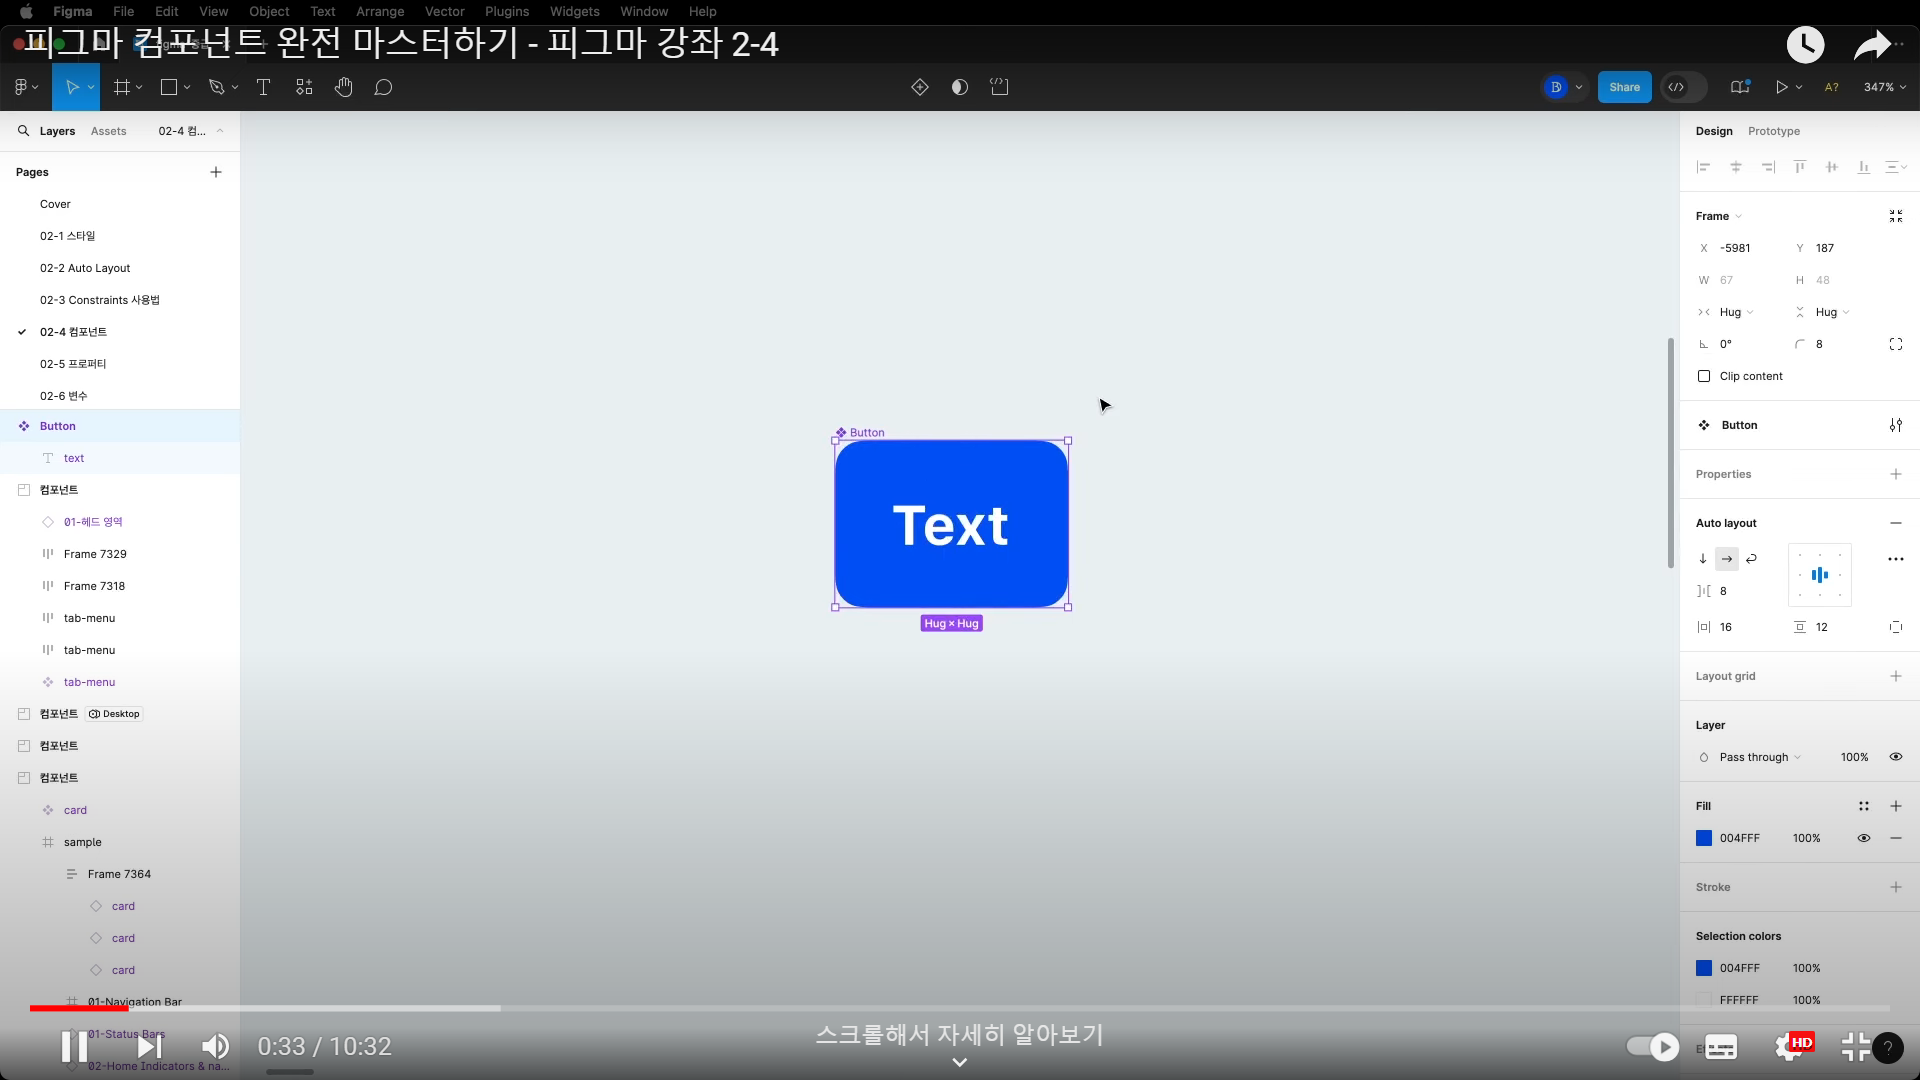 Figma File Edit View Object Text Arrange Vector Plugins Widgets Window Help
피그마 컴포넌트 완전 마스터하기 - 피그마 강좌 2-4
Share
A?
347%
Layers Assets 02-4 컴...
Pages
Cover
02-1 스타일
02-2 Auto Layout
02-3 Constraints 사용법
02-4 컴포넌트
02-5 프로퍼티
02-6 변수
Button
text
컴포넌트
01-헤드 영역
Frame 7329
Frame 7318
tab-menu
tab-menu
tab-menu
컴포넌트 Desktop
컴포넌트
컴포넌트
card
sample
Frame 7364
card
card
card
01-Navigation Bar
01-Status Bars
02-Home Indicators & na...
Button
Text
Hug × Hug
Design Prototype
Frame
X -5981 Y 187
W 67 H 48
Hug Hug
0° 8
Clip content
Button
Properties
Auto layout
8
16 12
Layout grid
Layer
Pass through 100%
Fill
004FFF 100%
Stroke
Selection colors
004FFF 100%
FFFFFF 100%
0:33 / 10:32
스크롤해서 자세히 알아보기
HD
?